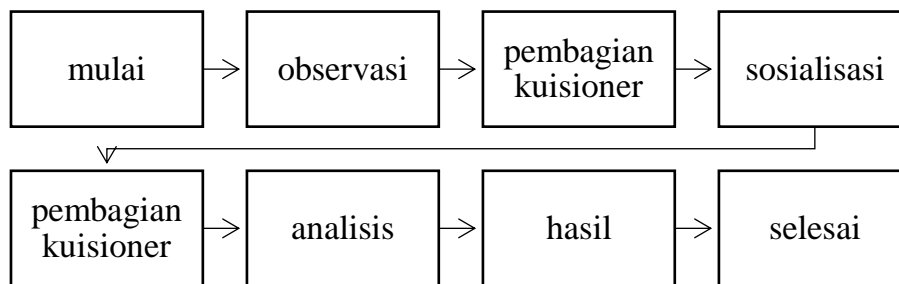 mulai
observasi
pembagian
kuisioner
sosialisasi
pembagian
kuisioner
analisis
hasil
selesai